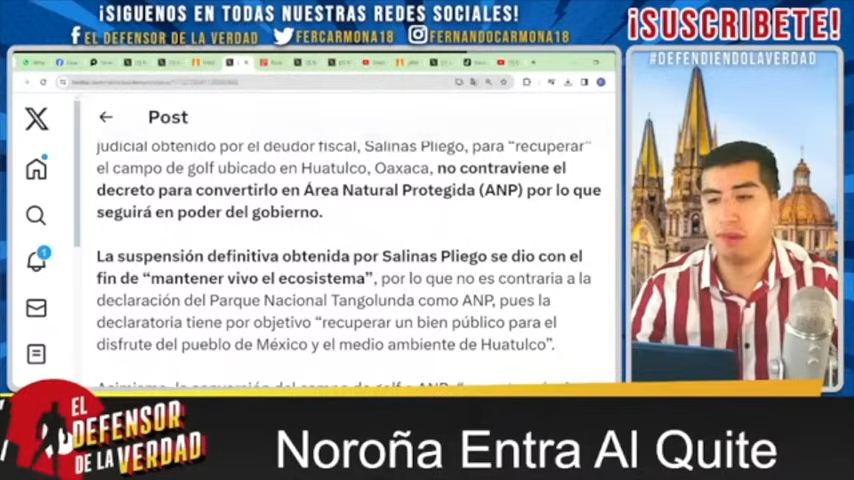 ¡SIGUENOS EN TODAS NUESTRAS REDES SOCIALES!
EL DEFENSOR DE LA VERDAD FERCARMONA18 FERNANDOCARMONA18
¡SUSCRIBETE!
#DEFENDIENDOLAVERDAD
Post
judicial obtenido por el deudor fiscal, Salinas Pliego, para “recuperar”
el campo de golf ubicado en Huatulco, Oaxaca, no contraviene el
decreto para convertirlo en Área Natural Protegida (ANP) por lo que
seguirá en poder del gobierno.
La suspensión definitiva obtenida por Salinas Pliego se dio con el
fin de “mantener vivo el ecosistema”, por lo que no es contraria a la
declaración del Parque Nacional Tangolunda como ANP, pues la
declaratoria tiene por objetivo “recuperar un bien público para el
disfrute del pueblo de México y el medio ambiente de Huatulco”.
1
EL
DEFENSOR
DE LA VERDAD
Noroña Entra Al Quite